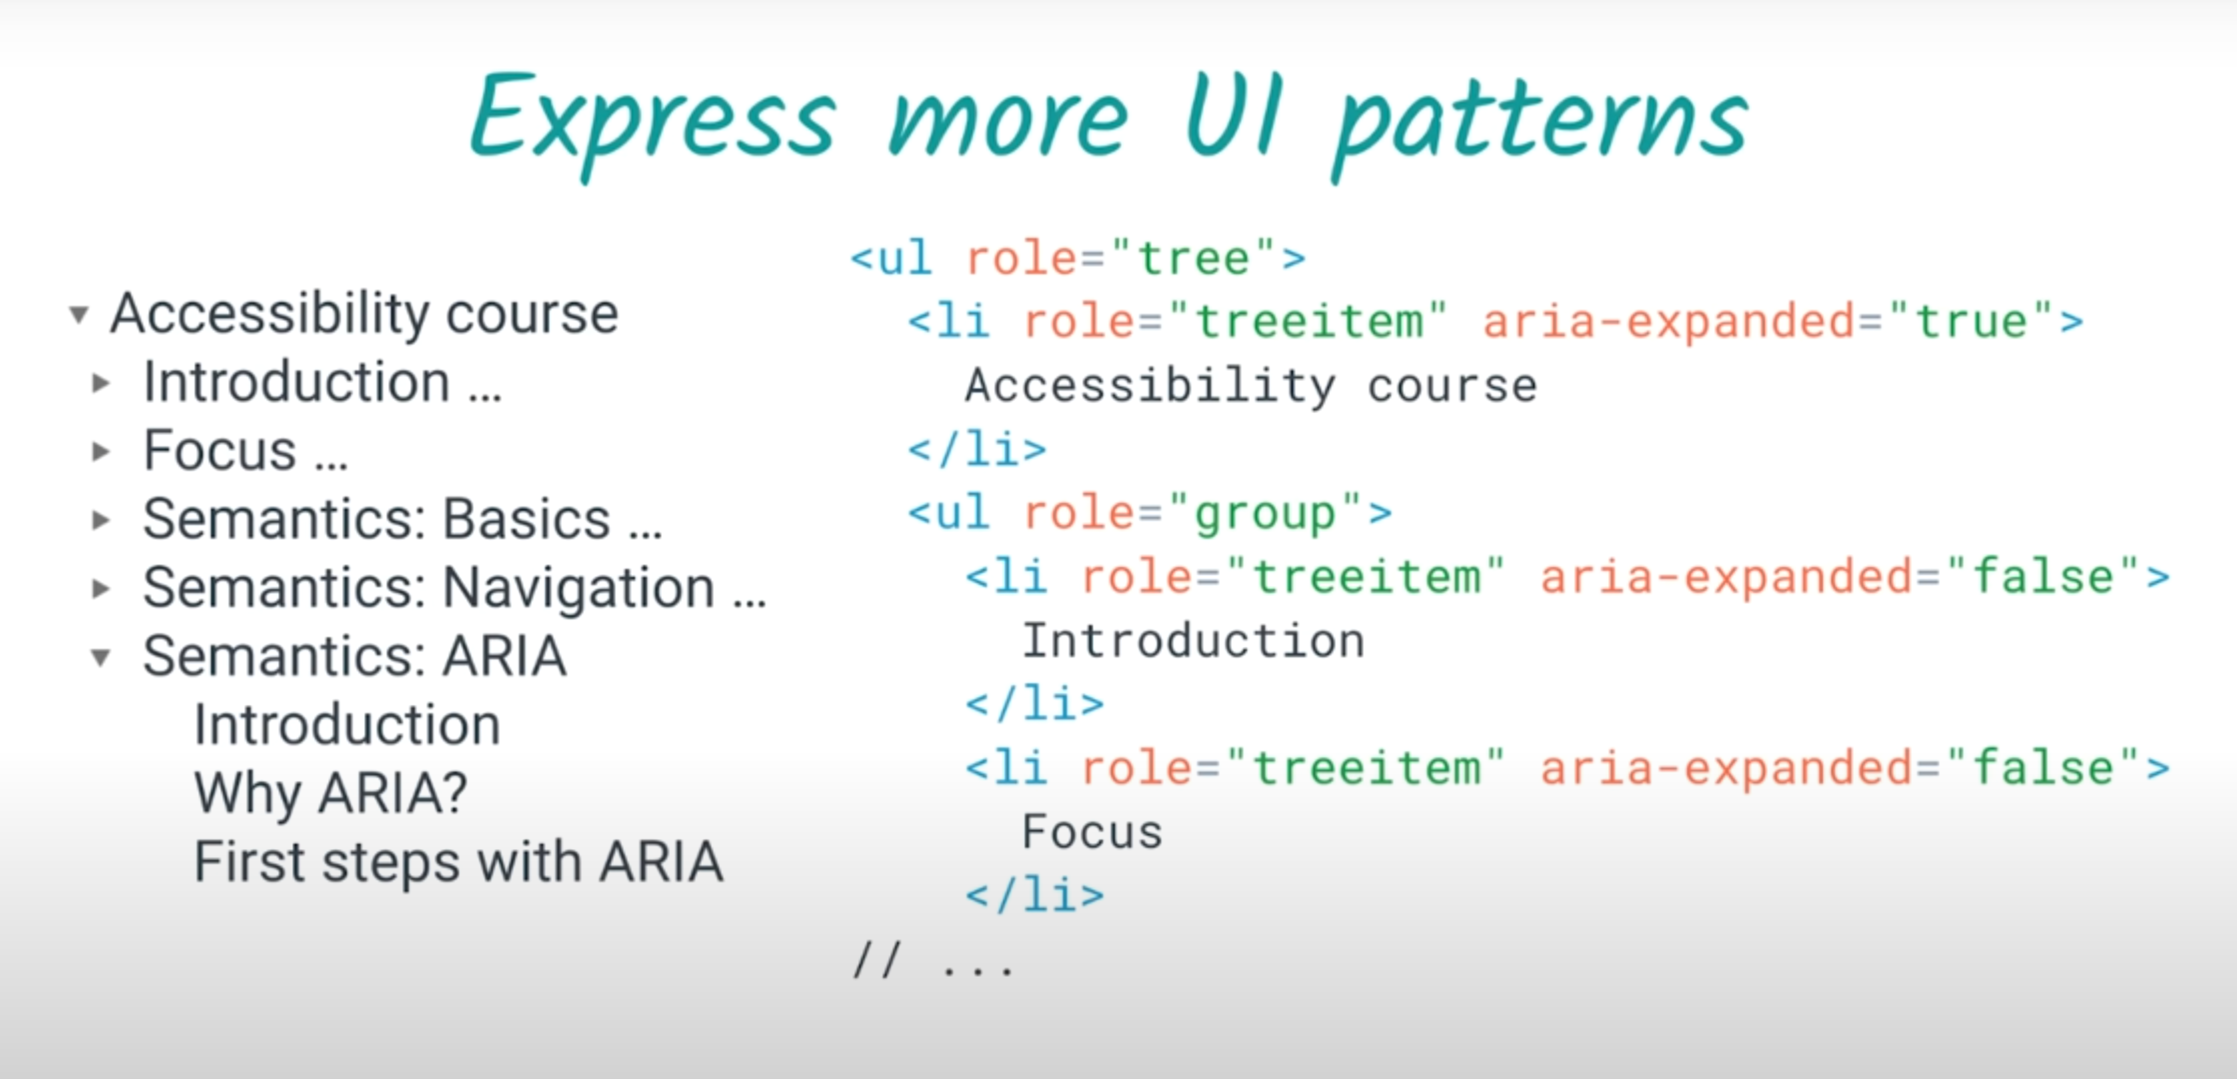 Express more UI patterns
▾ Accessibility course
▸ Introduction ...
▸ Focus ...
▸ Semantics: Basics ...
▸ Semantics: Navigation ...
▾ Semantics: ARIA
Introduction
Why ARIA?
First steps with ARIA
<ul role="tree">
<li role="treeitem" aria-expanded="true">
Accessibility course
</li>
<ul role="group">
<li role="treeitem" aria-expanded="false">
Introduction
</li>
<li role="treeitem" aria-expanded="false">
Focus
</li>
// ...